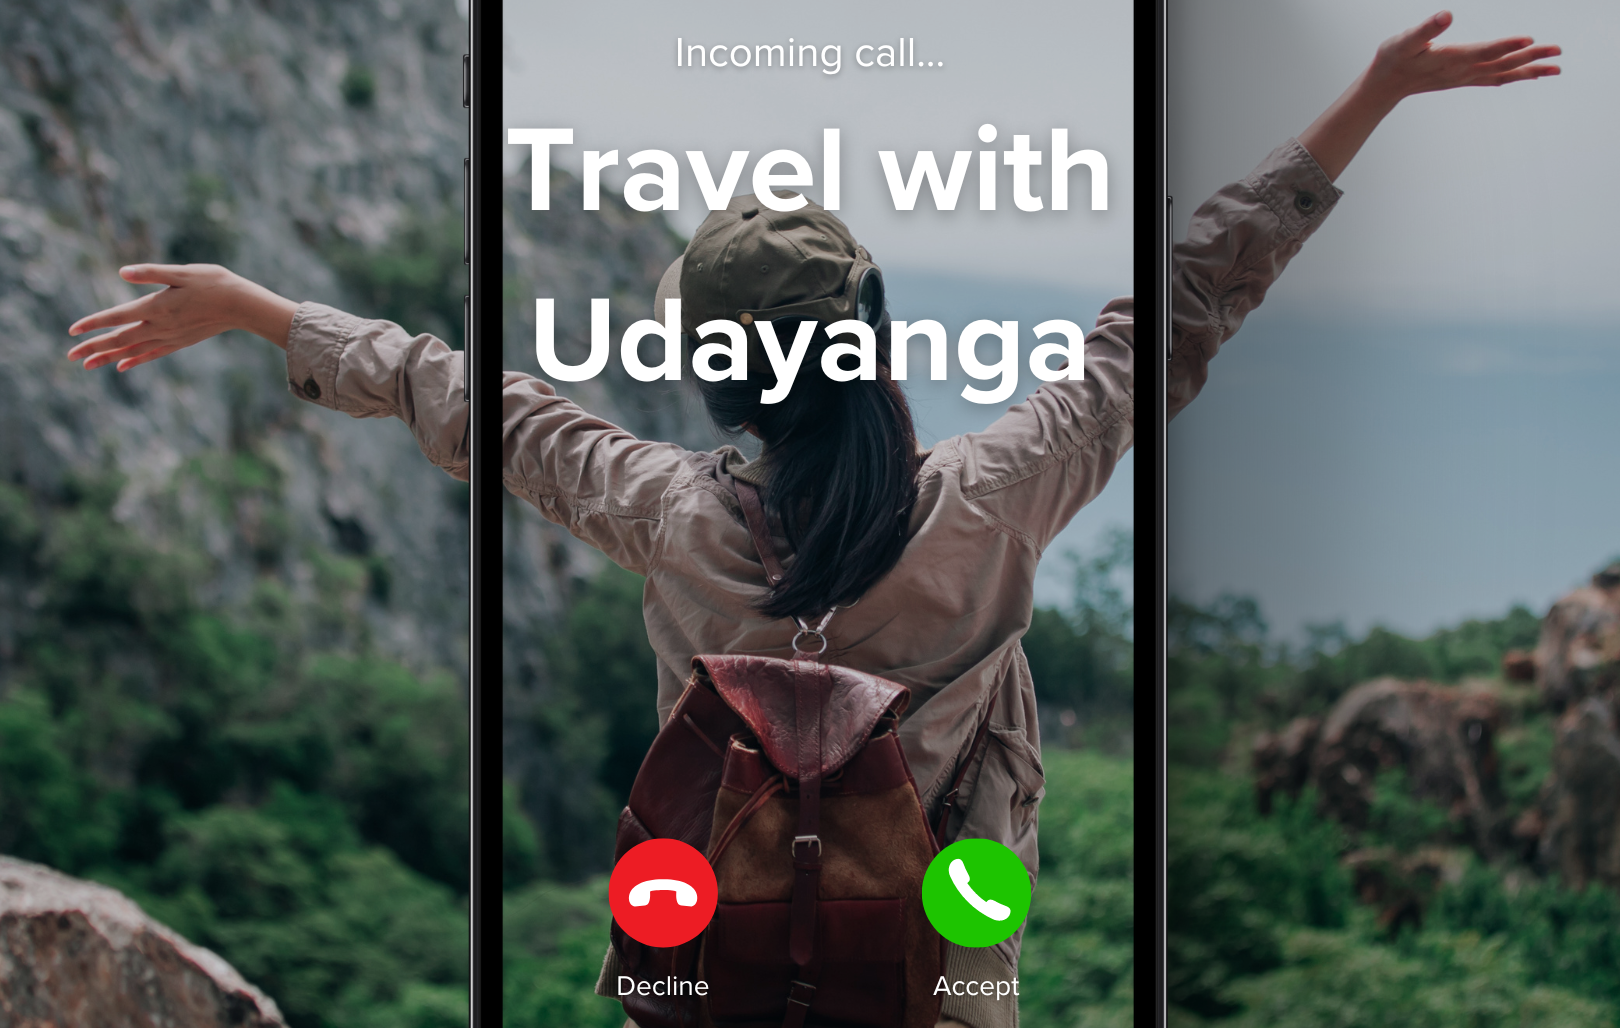 Incoming call...
Travel with
Udayanga
Decline
Accept